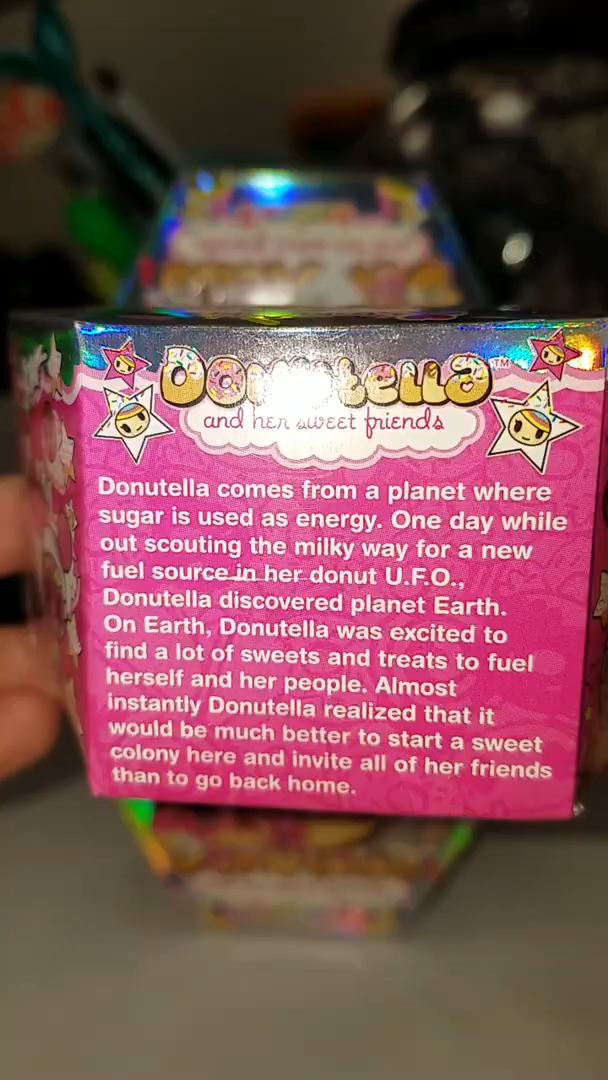 Donutella™
and her sweet friends
Donutella comes from a planet where
sugar is used as energy. One day while
out scouting the milky way for a new
fuel source in her donut U.F.O.,
Donutella discovered planet Earth.
On Earth, Donutella was excited to
find a lot of sweets and treats to fuel
herself and her people. Almost
instantly Donutella realized that it
would be much better to start a sweet
colony here and invite all of her friends
than to go back home.